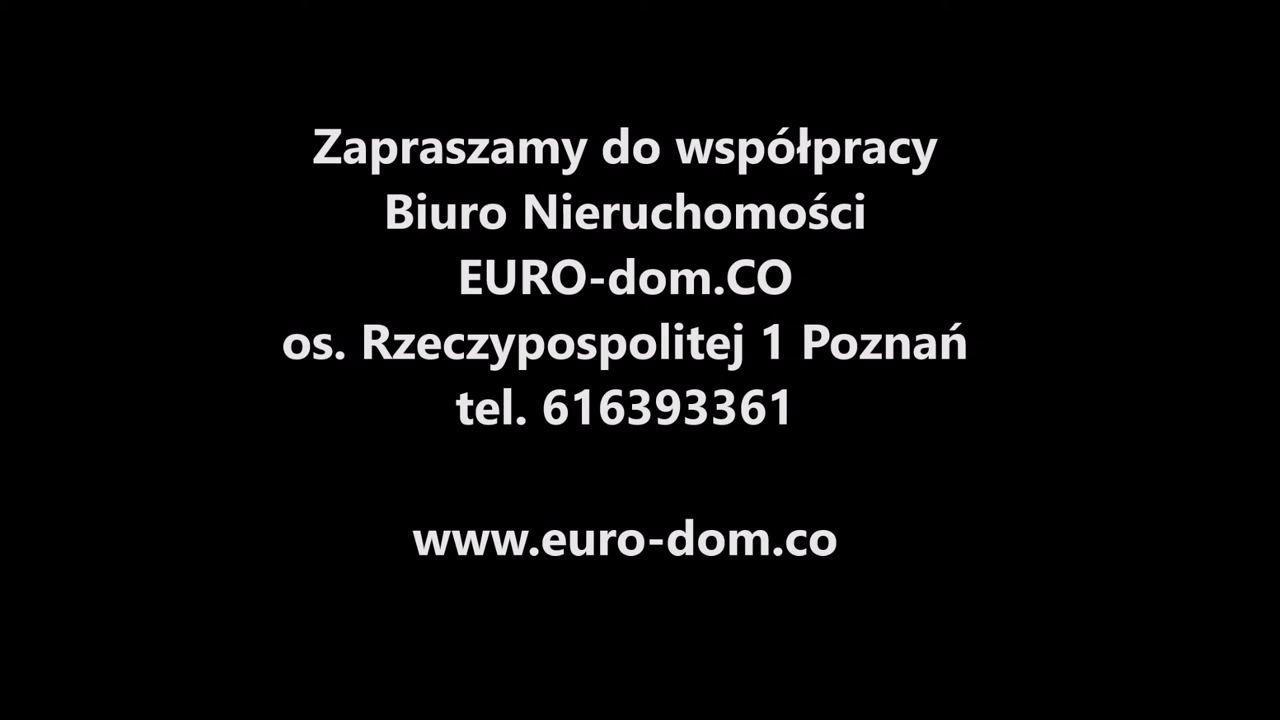 Zapraszamy do współpracy
Biuro Nieruchomości
EURO-dom.CO
os. Rzeczypospolitej 1 Poznań
tel. 616393361
www.euro-dom.co